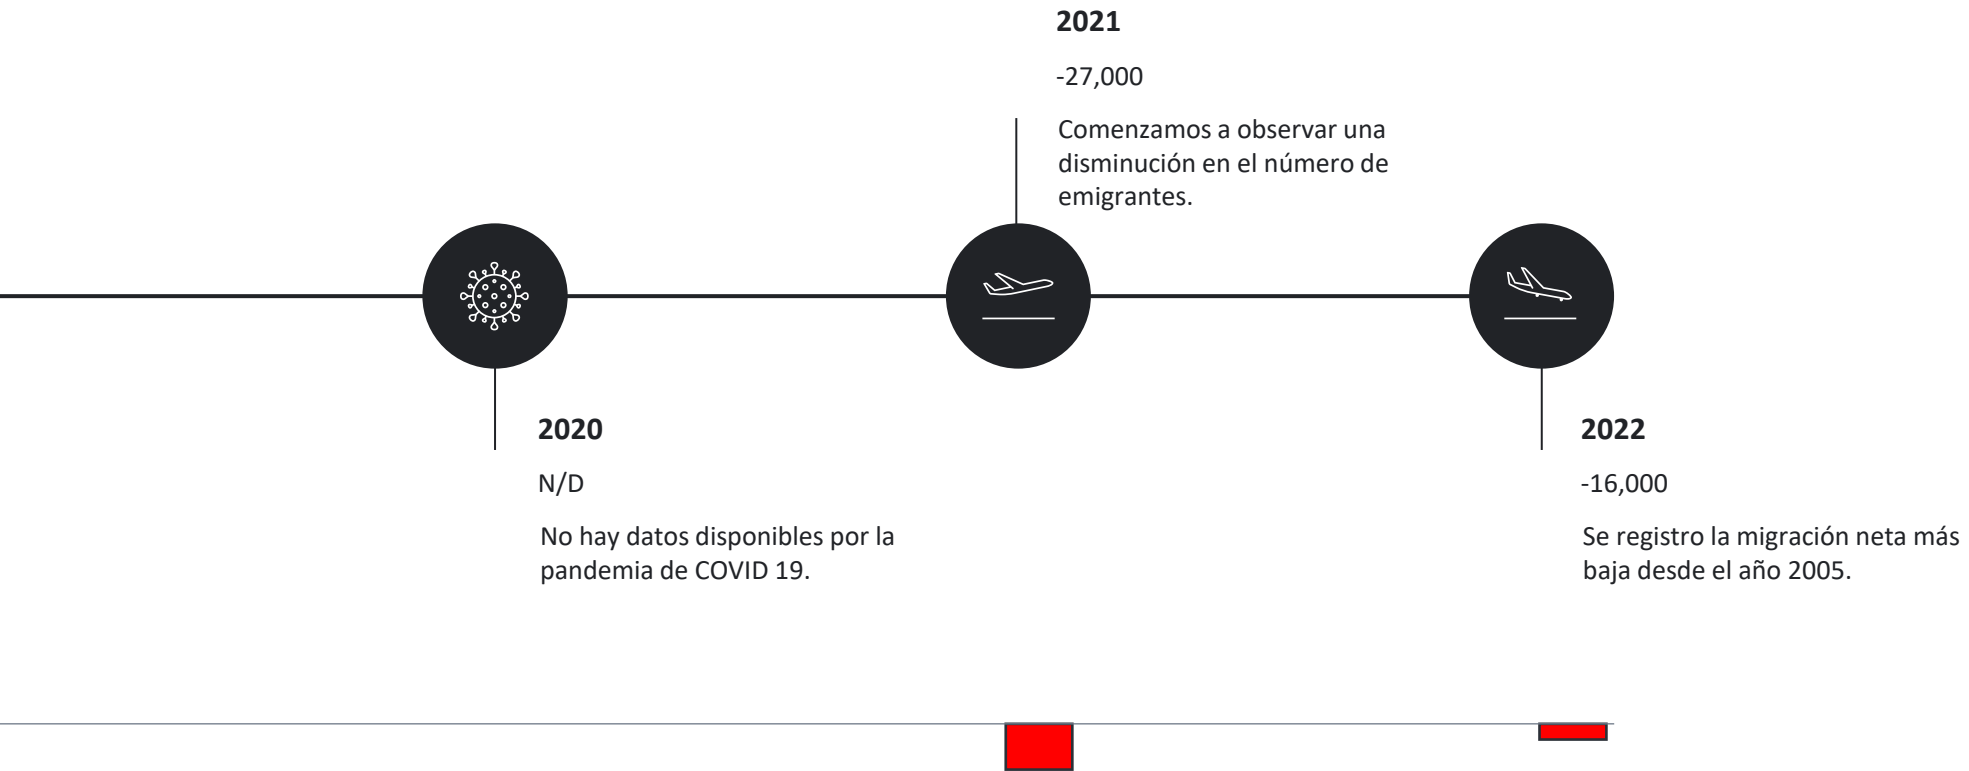 2021
-27,000
Comenzamos a observar una
disminución en el número de
emigrantes.
2020
N/D
No hay datos disponibles por la
pandemia de COVID 19.
2022
-16,000
Se registro la migración neta más
baja desde el año 2005.